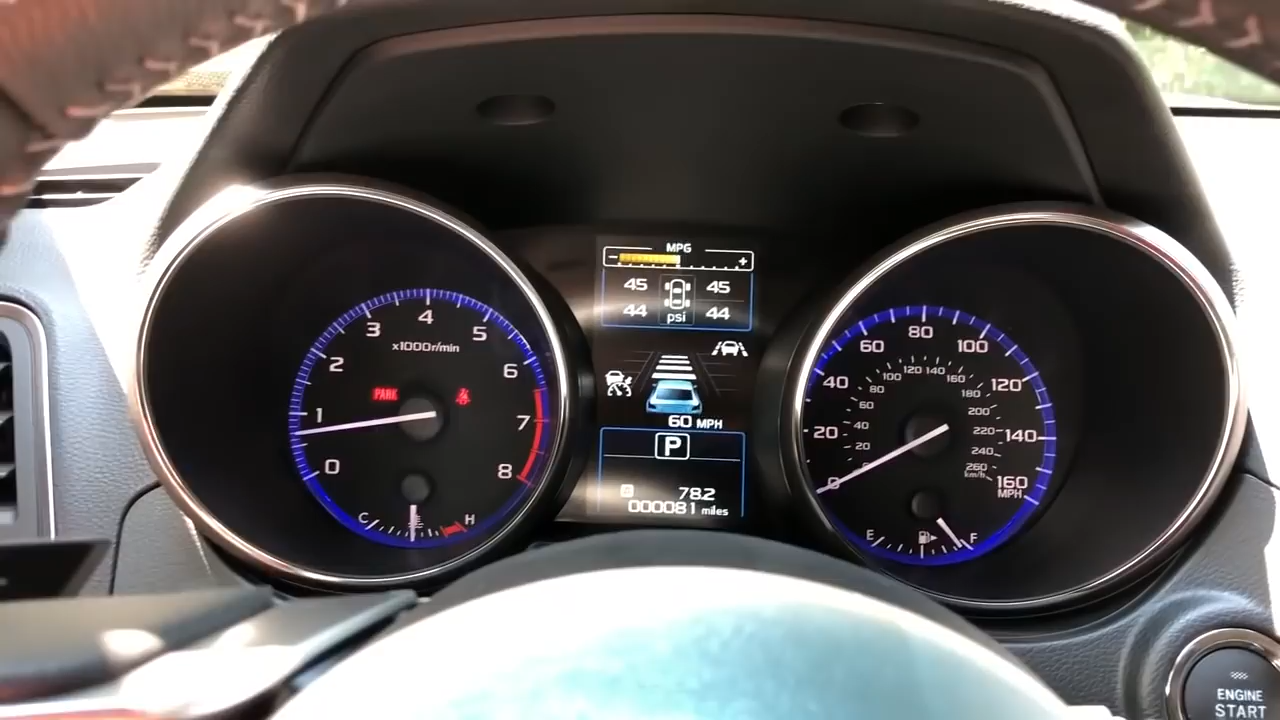 MPG
- +
45 45
44 44
psi
60 MPH
P
78.2
000081 miles
0 1 2 3 4 5 6 7 8
x1000r/min
PARK
C H
0 20 40 60 80 100 120 140 160
MPH
20 40 60 80 100 120 140 160 180 200 220 240 260
km/h
E F
ENGINE
START